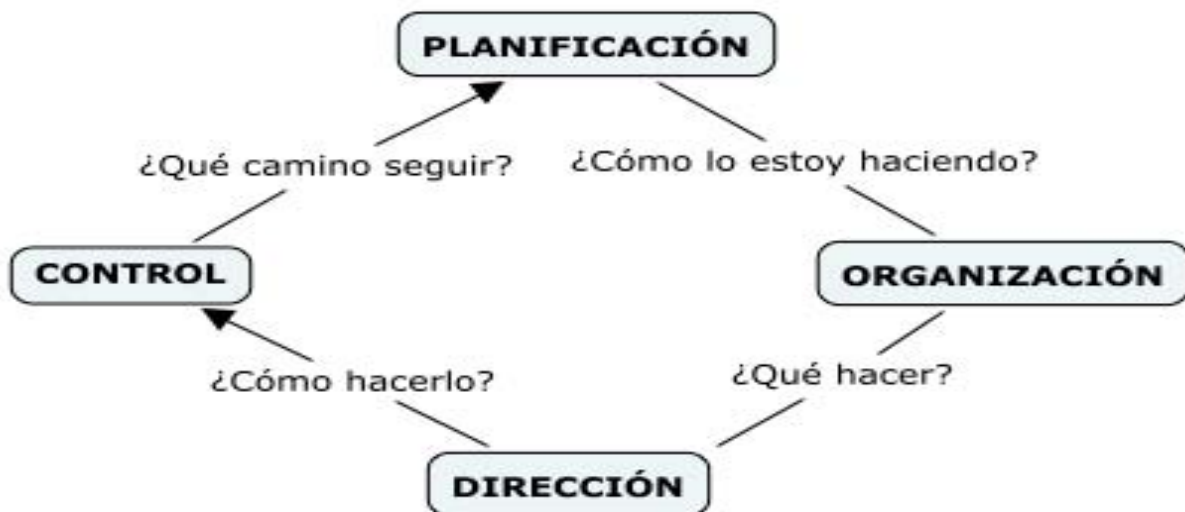 PLANIFICACIÓN
¿Qué camino seguir?
¿Cómo lo estoy haciendo?
CONTROL
ORGANIZACIÓN
¿Cómo hacerlo?
¿Qué hacer?
DIRECCIÓN